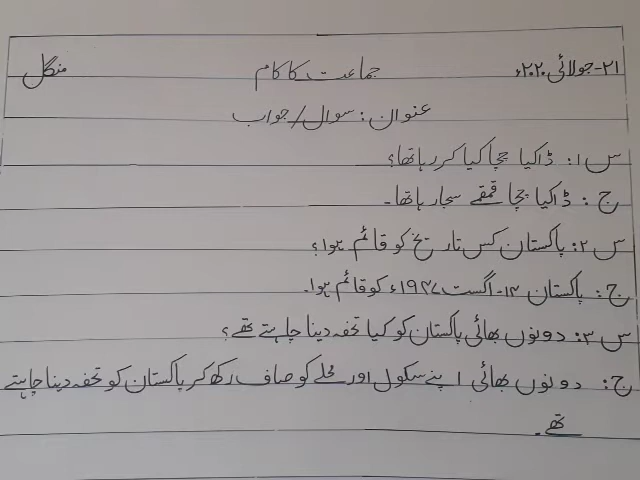 ۲۱-جولائی ۲۰۲۰ء جماعت کا کام منگل
عنوان: سوال/جواب
س ۱: ڈاکیا چچا کیا کر رہا تھا؟
ج: ڈاکیا چچا قمقمے سجا رہا تھا۔
س ۲: پاکستان کس تاریخ کو قائم ہوا؟
ج: پاکستان ۱۴-اگست ۱۹۴۷ء کو قائم ہوا۔
س ۳: دونوں بھائی پاکستان کو کیا تحفہ دینا چاہتے تھے؟
ج: دونوں بھائی اپنے سکول اور محلے کو صاف رکھ کر پاکستان کو تحفہ دینا چاہتے
تھے۔